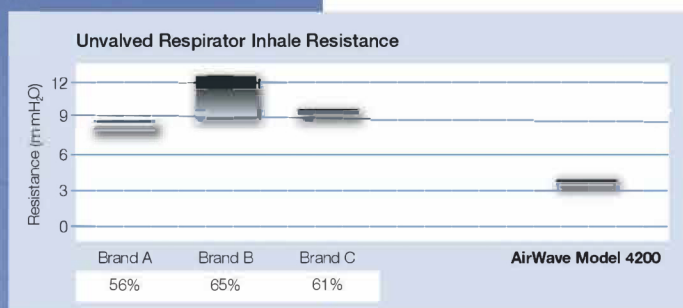 Unvalved Respirator Inhale Resistance
Resistance (mmH₂O)
12
9
6
3
0
Brand A Brand B Brand C AirWave Model 4200
56% 65% 61%